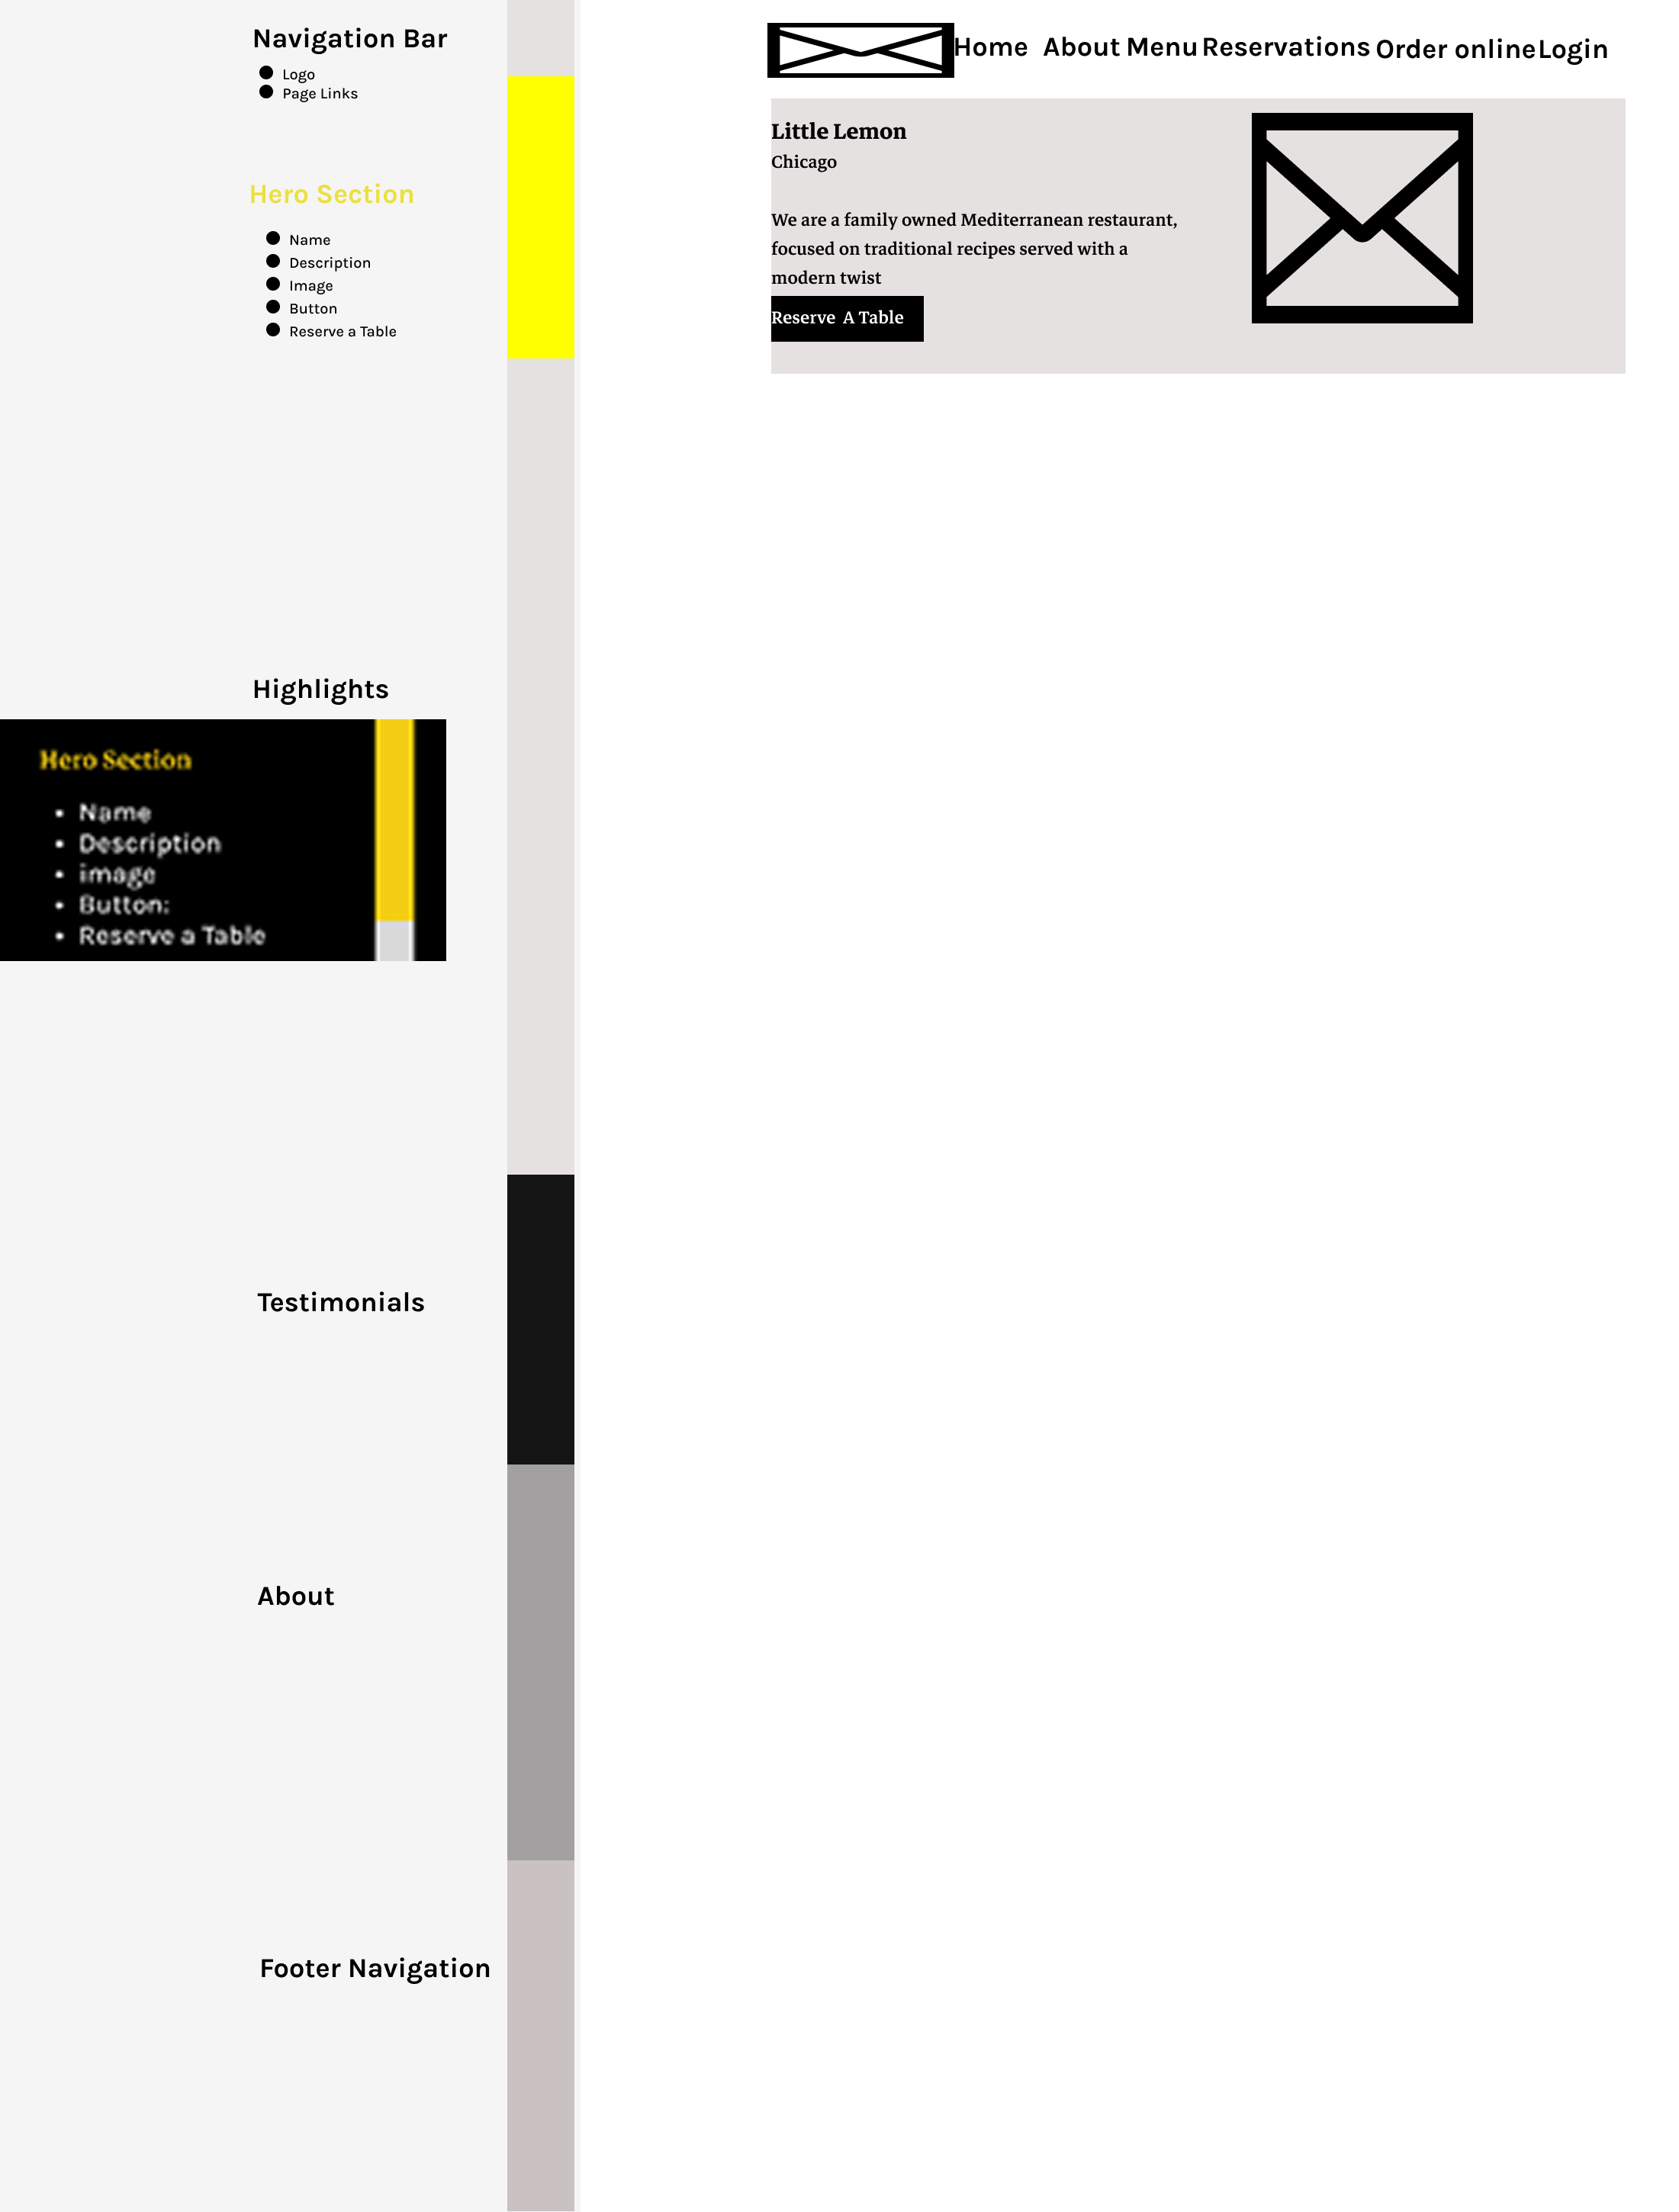 Navigation Bar
Logo
Page Links
Hero Section
Name
Description
Image
Button
Reserve a Table
Highlights
Hero Section
Name
Description
image
Button:
Reserve a Table
Testimonials
About
Footer Navigation
Home About Menu Reservations Order online Login
Little Lemon
Chicago
We are a family owned Mediterranean restaurant,
focused on traditional recipes served with a
modern twist
Reserve A Table